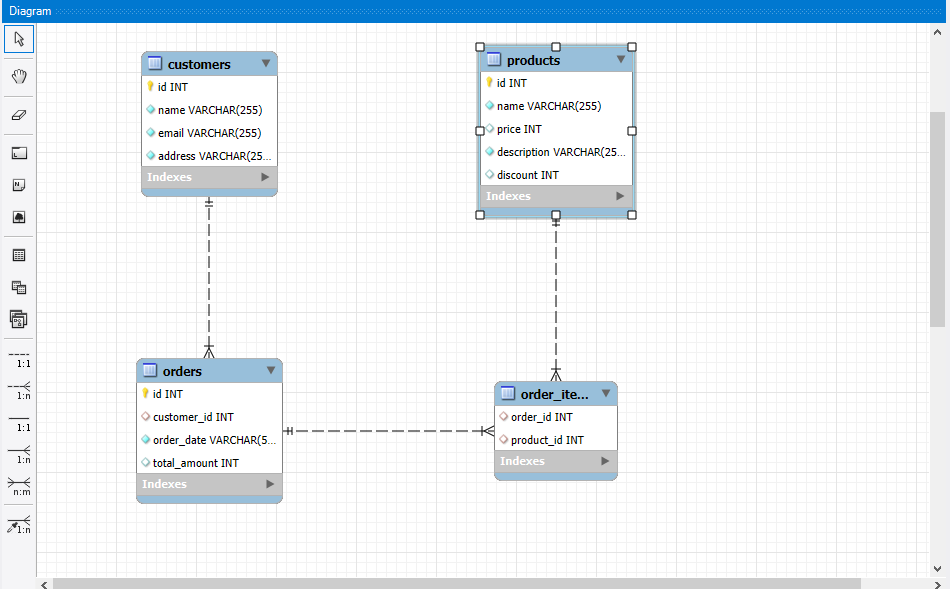 Diagram
customers
id INT
name VARCHAR(255)
email VARCHAR(255)
address VARCHAR(25...
Indexes
products
id INT
name VARCHAR(255)
price INT
description VARCHAR(25...
discount INT
Indexes
orders
id INT
customer_id INT
order_date VARCHAR(5...
total_amount INT
Indexes
order_ite...
order_id INT
product_id INT
Indexes
1:1
1:n
1:1
1:n
n:m
1:n